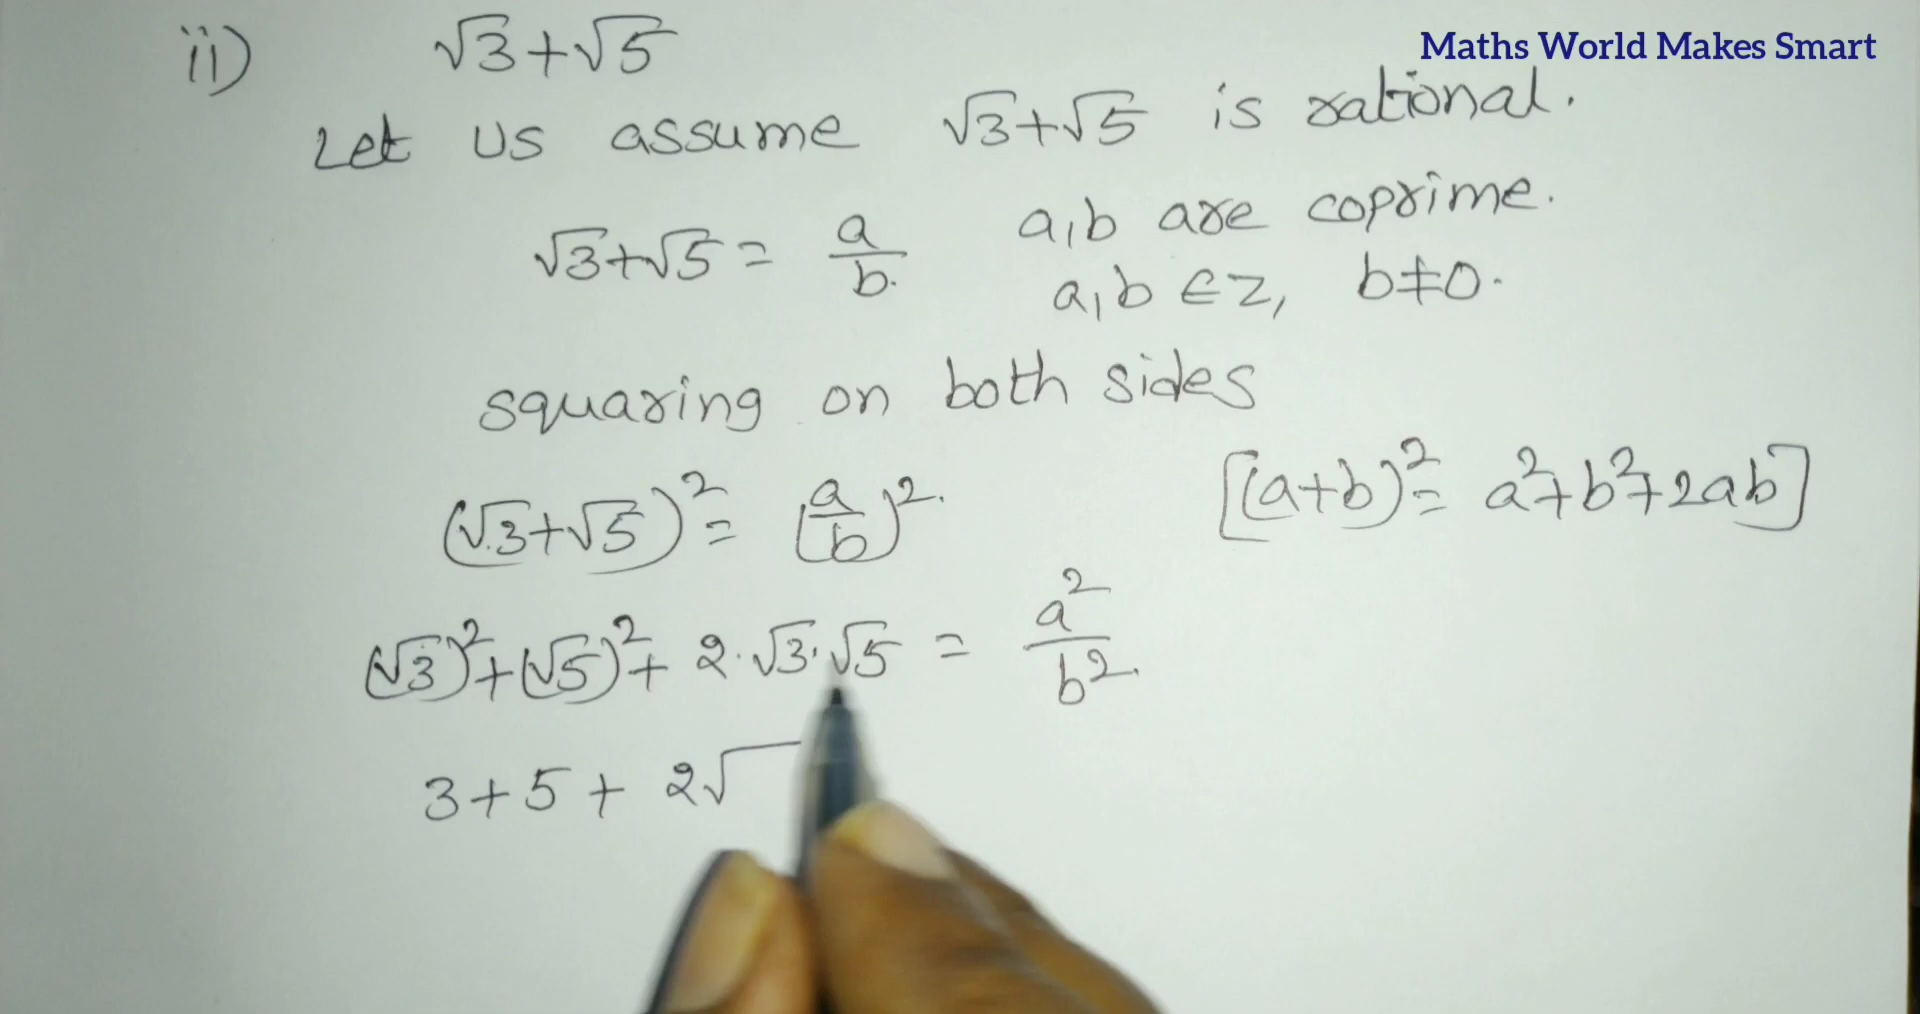 Maths World Makes Smart
ii) √3+√5
Let us assume √3+√5 is rational.
√3+√5 = a/b. a,b are coprime.
a,b ∈ Z, b≠0.
squaring on both sides
(√3+√5)² = (a/b)². [(a+b)² = a²+b²+2ab]
(√3)²+(√5)²+ 2·√3·√5 = a²/b².
3+5+ 2√